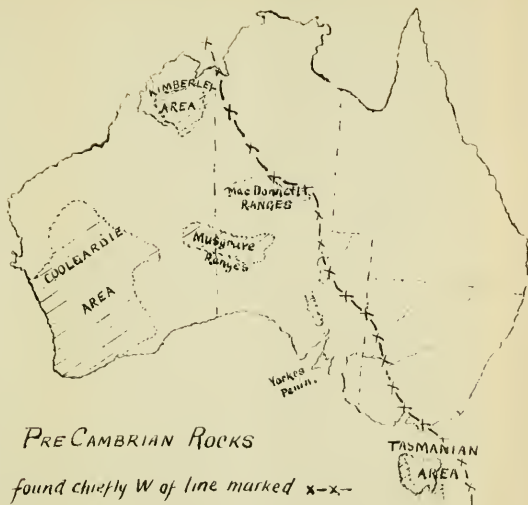 KIMBERLEY
AREA
MacDonnell
RANGES
Musgrave
Ranges
COOLGARDIE
AREA
Yorkes
Penin.
PRE CAMBRIAN ROCKS
TASMANIAN
AREA
found chiefly W of line marked x-x-